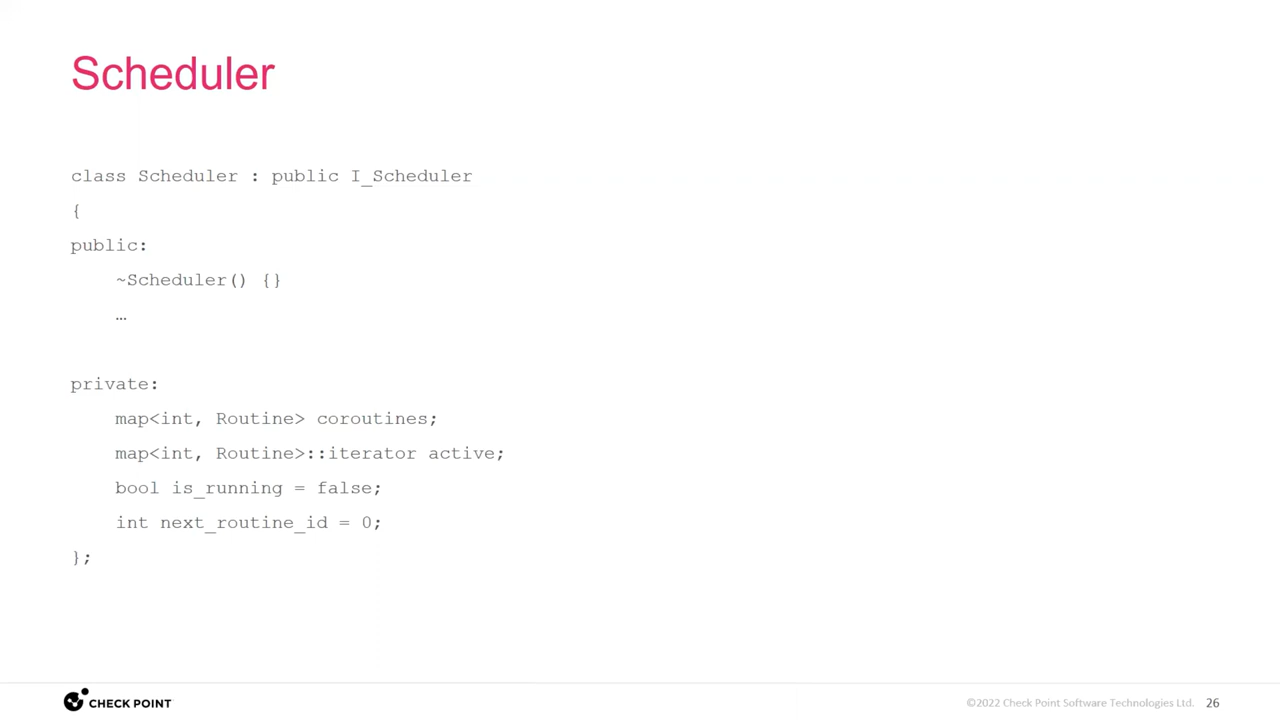 Scheduler
class Scheduler : public I_Scheduler
{
public:
~Scheduler() {}
…
private:
map<int, Routine> coroutines;
map<int, Routine>::iterator active;
bool is_running = false;
int next_routine_id = 0;
};
CHECK POINT
©2022 Check Point Software Technologies Ltd. 26